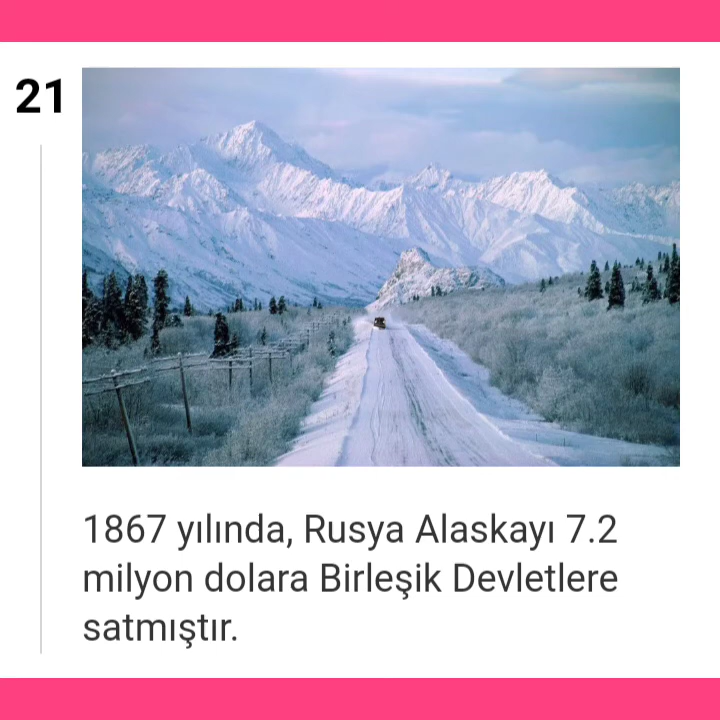 21
1867 yılında, Rusya Alaskayı 7.2
milyon dolara Birleşik Devletlere
satmıştır.